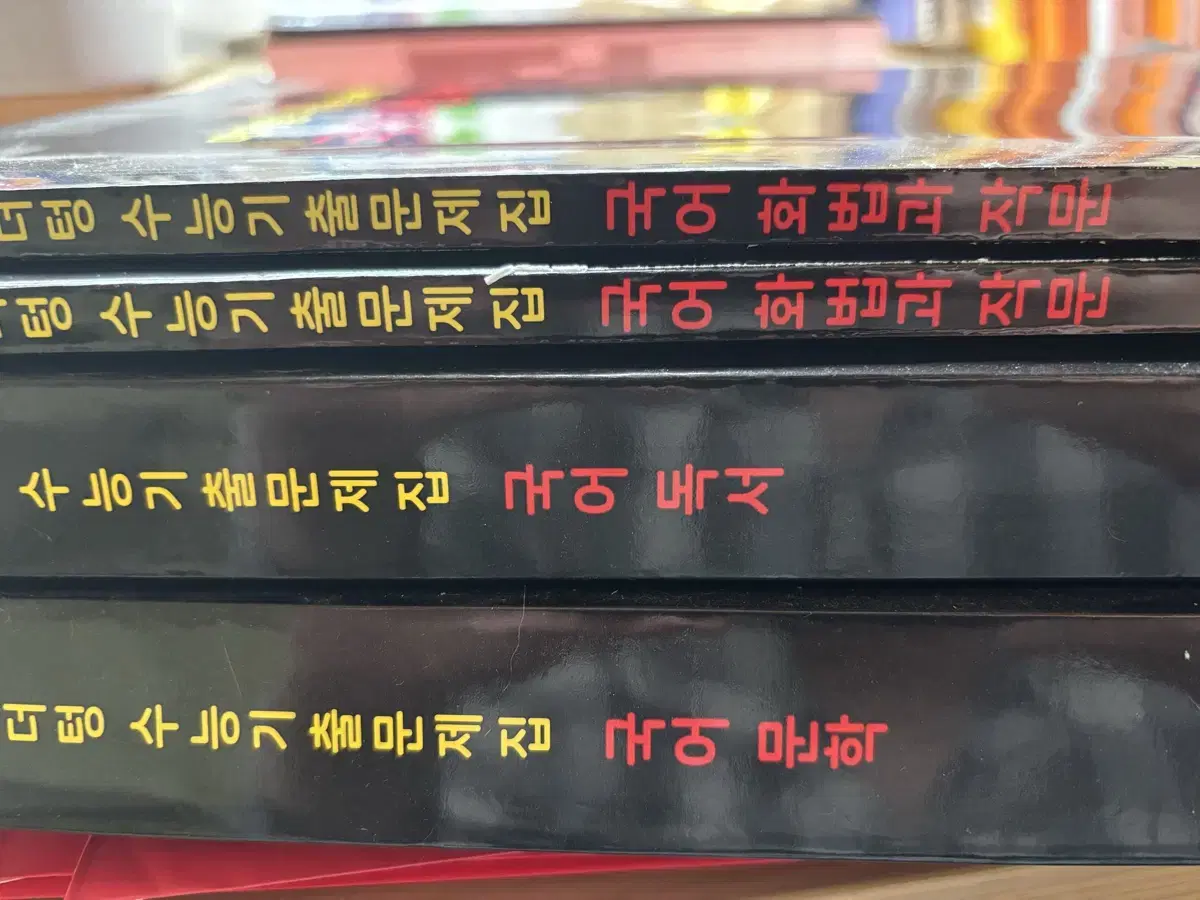 더텅 수능기출문제집 국어 화법과 작문
텅 수능기출문제집 국어 화법과 작문
수능기출문제집 국어 독서
더텅 수능기출문제집 국어 문학